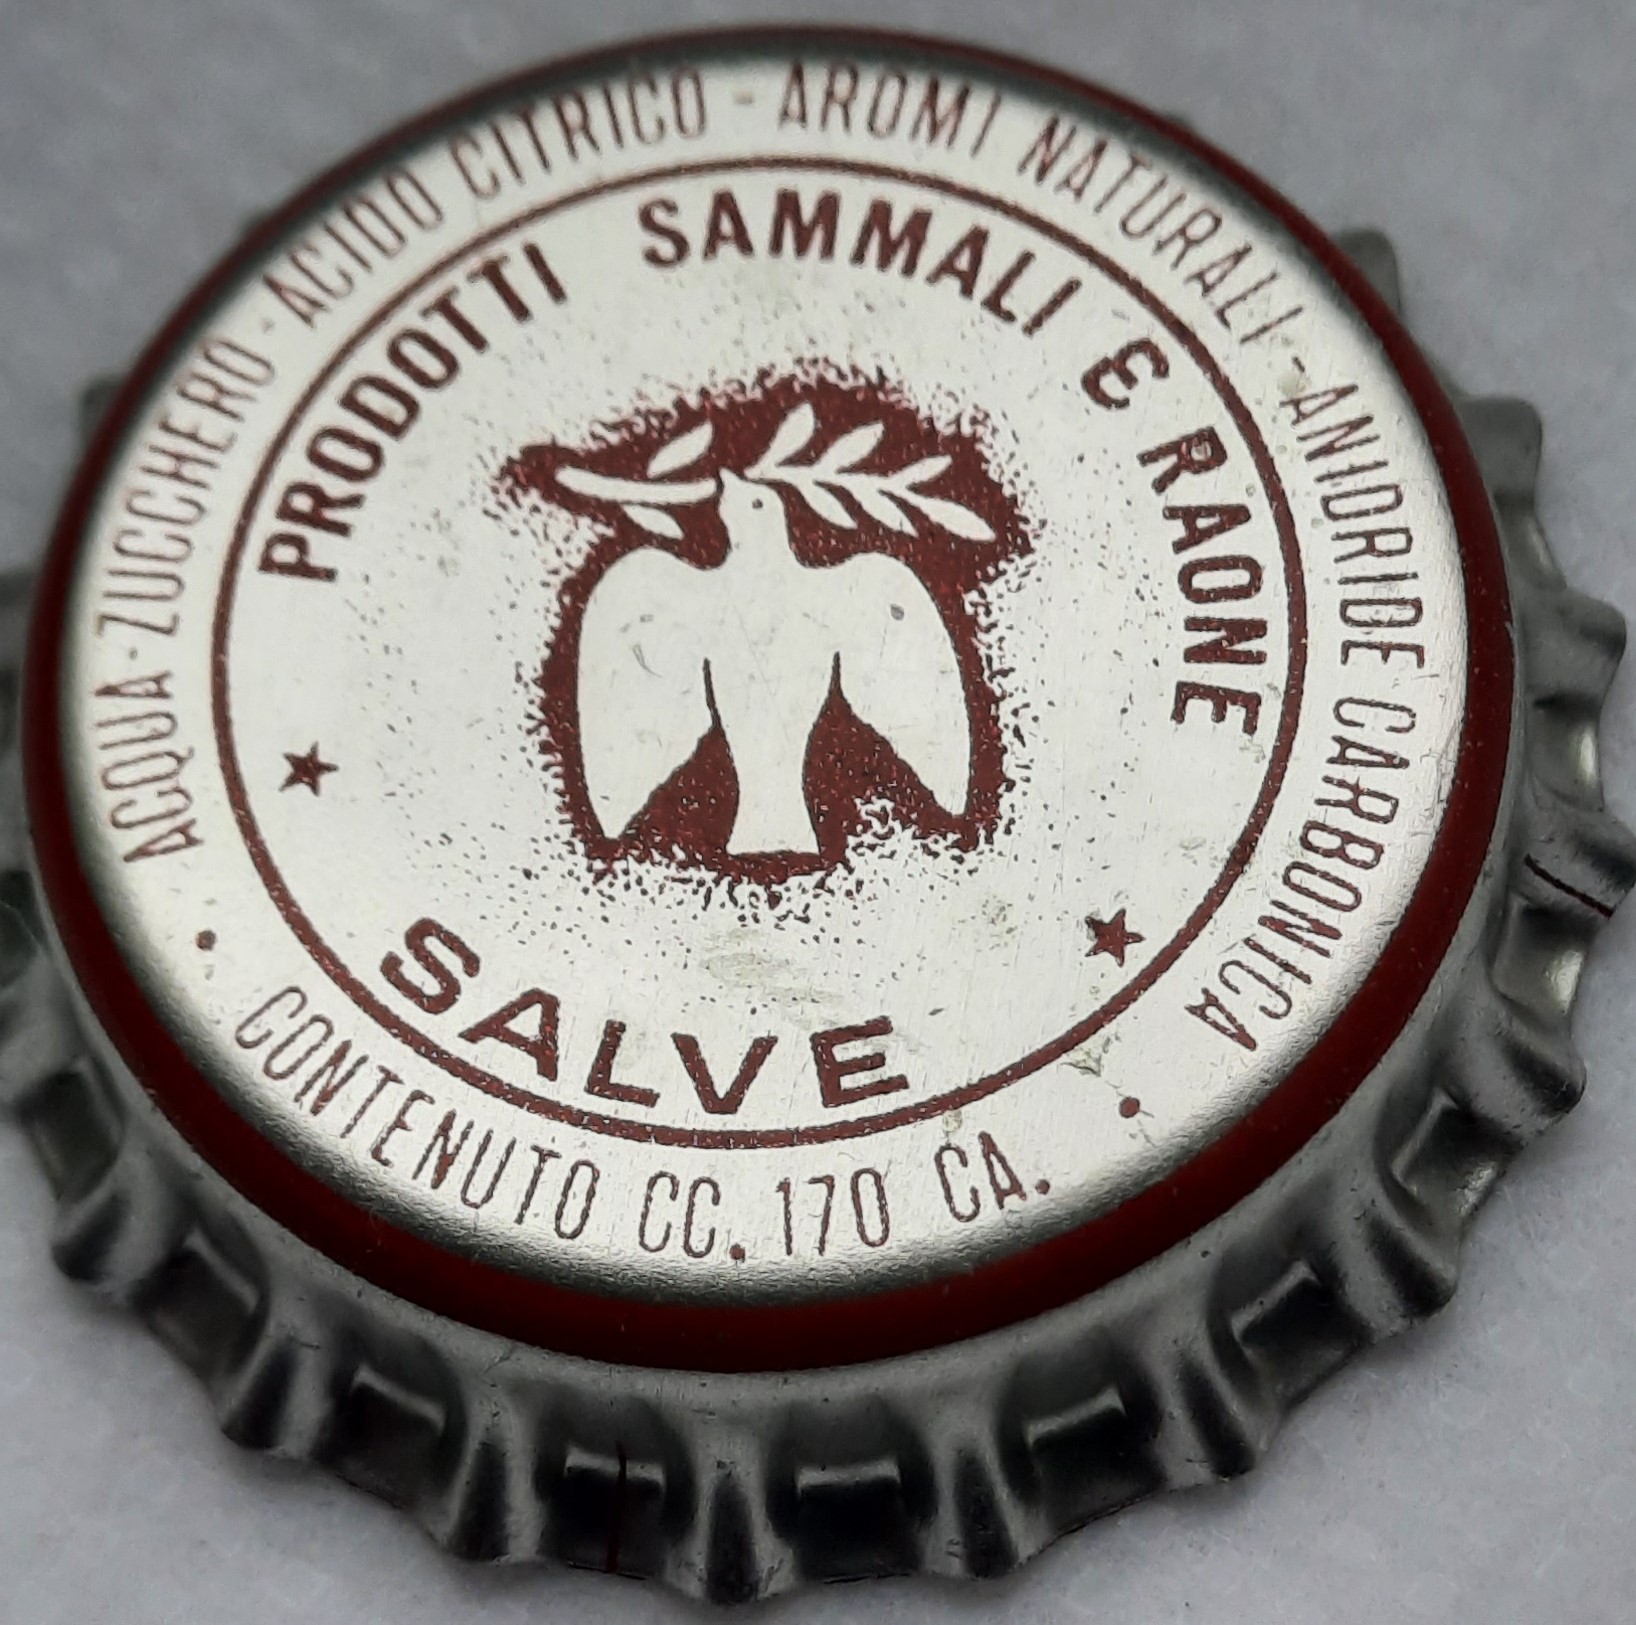 ACQUA-ZUCCHERO-ACIDO CITRICO - AROMI NATURALI-ANIDRIDE CARBONICA
PRODOTTI SAMMALI & RAONE
SALVE
• CONTENUTO CC. 170 CA. •